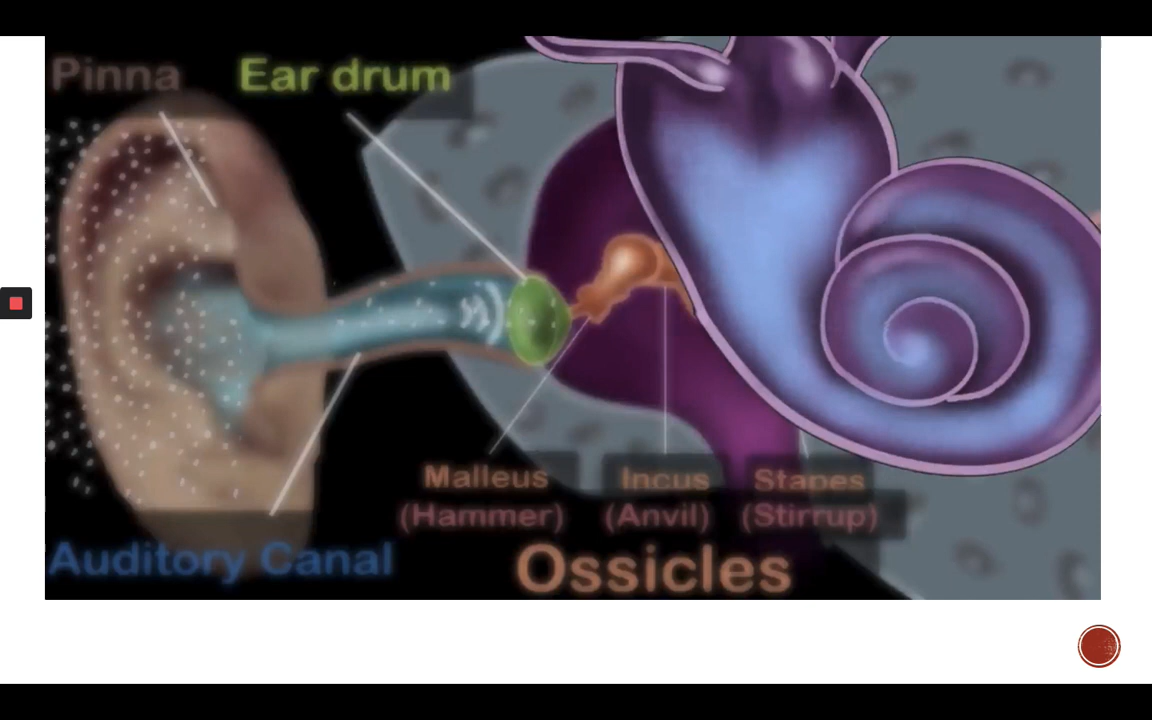 Pinna
Ear drum
Malleus
(Hammer)
Incus
(Anvil)
Stapes
(Stirrup)
Auditory Canal
Ossicles